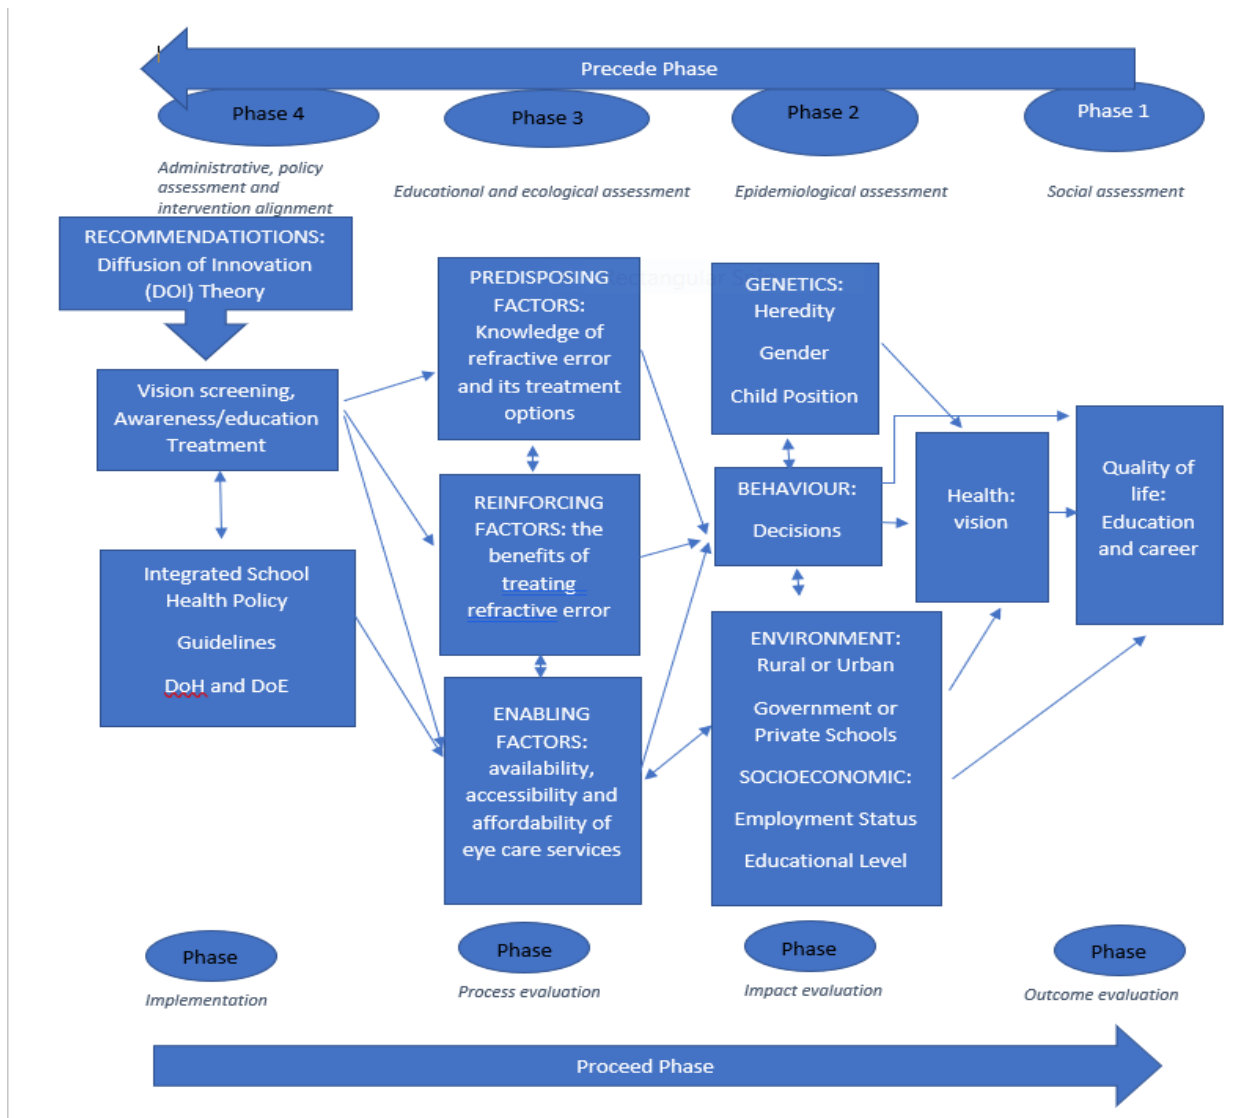 Precede Phase
Phase 4
Phase 3
Phase 2
Phase 1
Administrative, policy
assessment and
intervention alignment
Educational and ecological assessment
Epidemiological assessment
Social assessment
RECOMMENDATIOTIONS:
Diffusion of Innovation
(DOI) Theory
Vision screening,
Awareness/education
Treatment
Integrated School
Health Policy
Guidelines
DoH and DoE
PREDISPOSING
FACTORS:
Knowledge of
refractive error
and its treatment
options
REINFORCING
FACTORS: the
benefits of
treating
refractive error
ENABLING
FACTORS:
availability,
accessibility and
affordability of
eye care services
GENETICS:
Heredity
Gender
Child Position
BEHAVIOUR:
Decisions
ENVIRONMENT:
Rural or Urban
Government or
Private Schools
SOCIOECONOMIC:
Employment Status
Educational Level
Health:
vision
Quality of
life:
Education
and career
Phase
Phase
Phase
Phase
Implementation
Process evaluation
Impact evaluation
Outcome evaluation
Proceed Phase